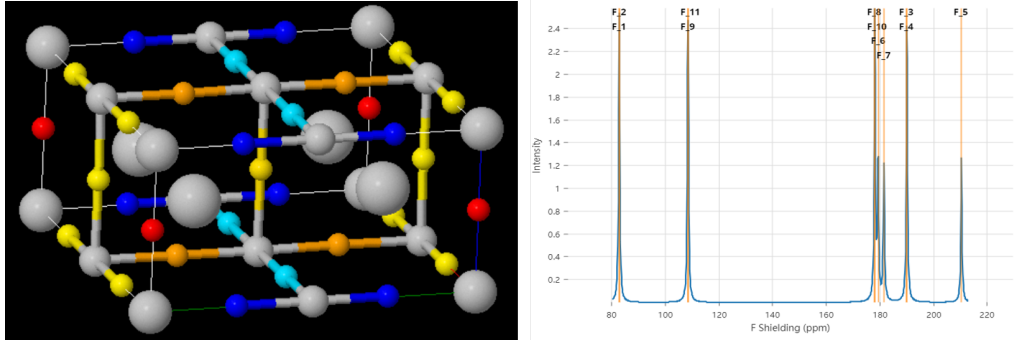 F_2 F_11 F_8 F_3 F_5
F_1 F_9 F_10 F_4
F_6
F_7
2.4
2.2
2
1.8
1.6
1.4
1.2
1
0.8
0.6
0.4
0.2
Intensity
80 100 120 140 160 180 200 220
F Shielding (ppm)